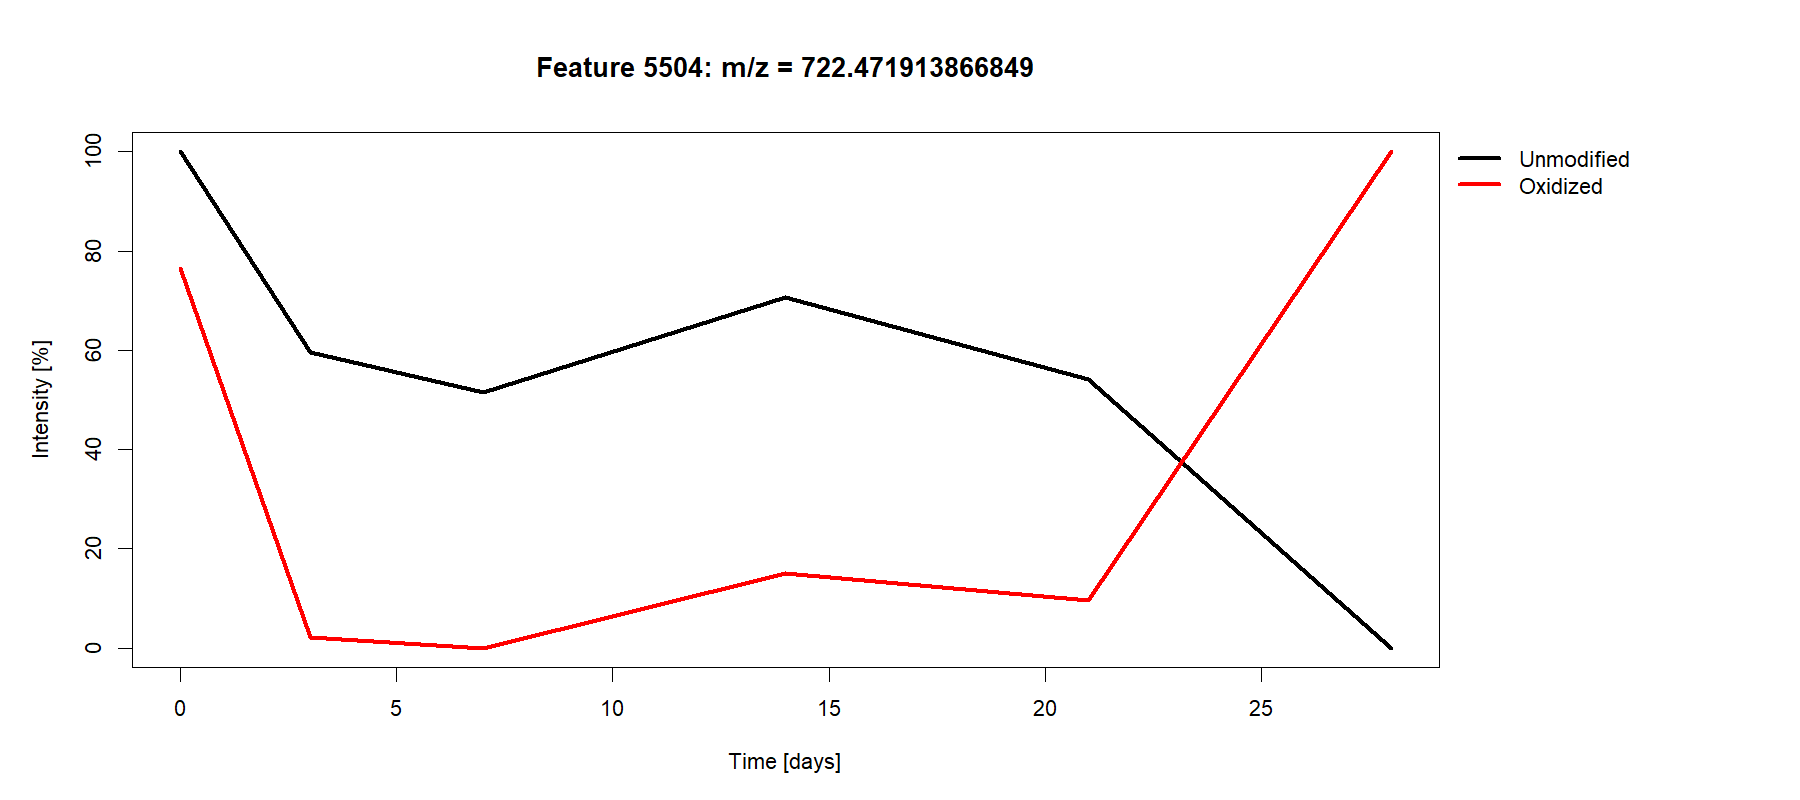 Feature 5504: m/z = 722.471913866849
Unmodified
Oxidized
Intensity [%]
100
80
60
40
20
0
0 5 10 15 20 25
Time [days]